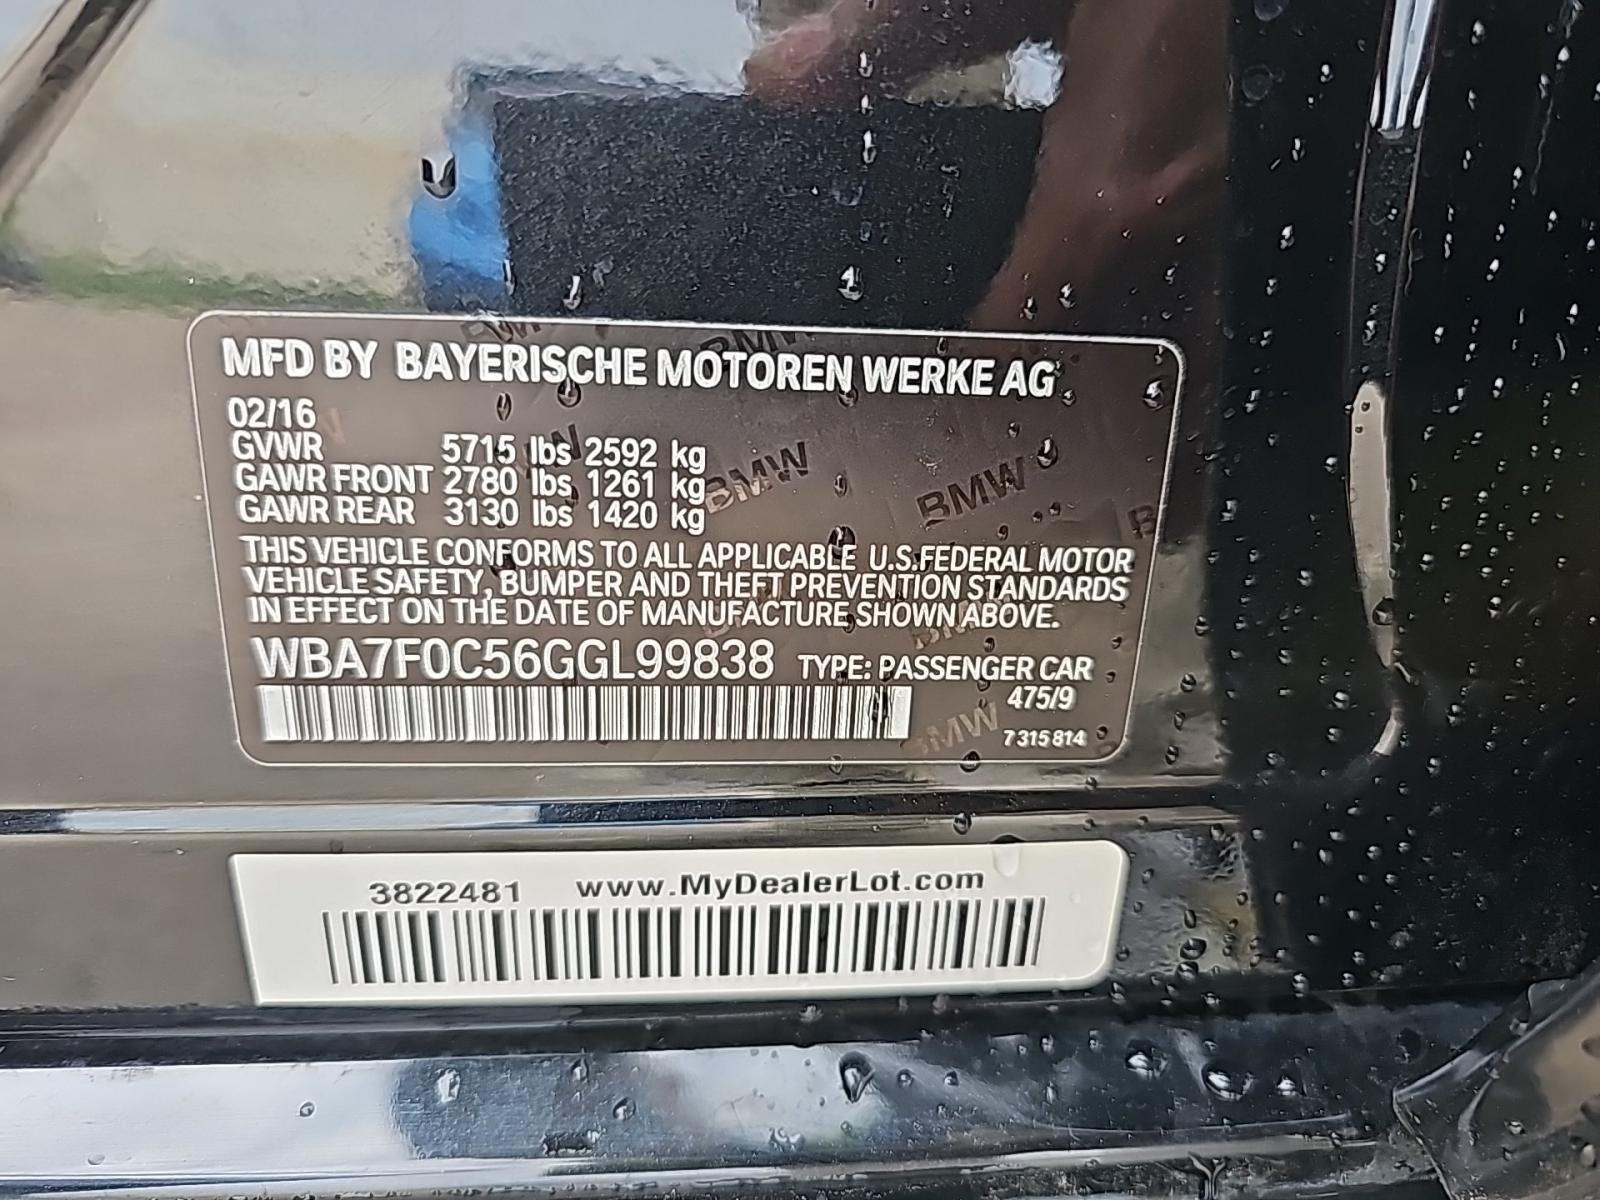 MFD BY BAYERISCHE MOTOREN WERKE AG
02/16
GVWR 5715 lbs 2592 kg
GAWR FRONT 2780 lbs 1261 kg
GAWR REAR 3130 lbs 1420 kg
THIS VEHICLE CONFORMS TO ALL APPLICABLE U.S.FEDERAL MOTOR
VEHICLE SAFETY, BUMPER AND THEFT PREVENTION STANDARDS
IN EFFECT ON THE DATE OF MANUFACTURE SHOWN ABOVE.
WBA7F0C56GGL99838 TYPE: PASSENGER CAR
475/9
7 315 814
3822481 www.MyDealerLot.com